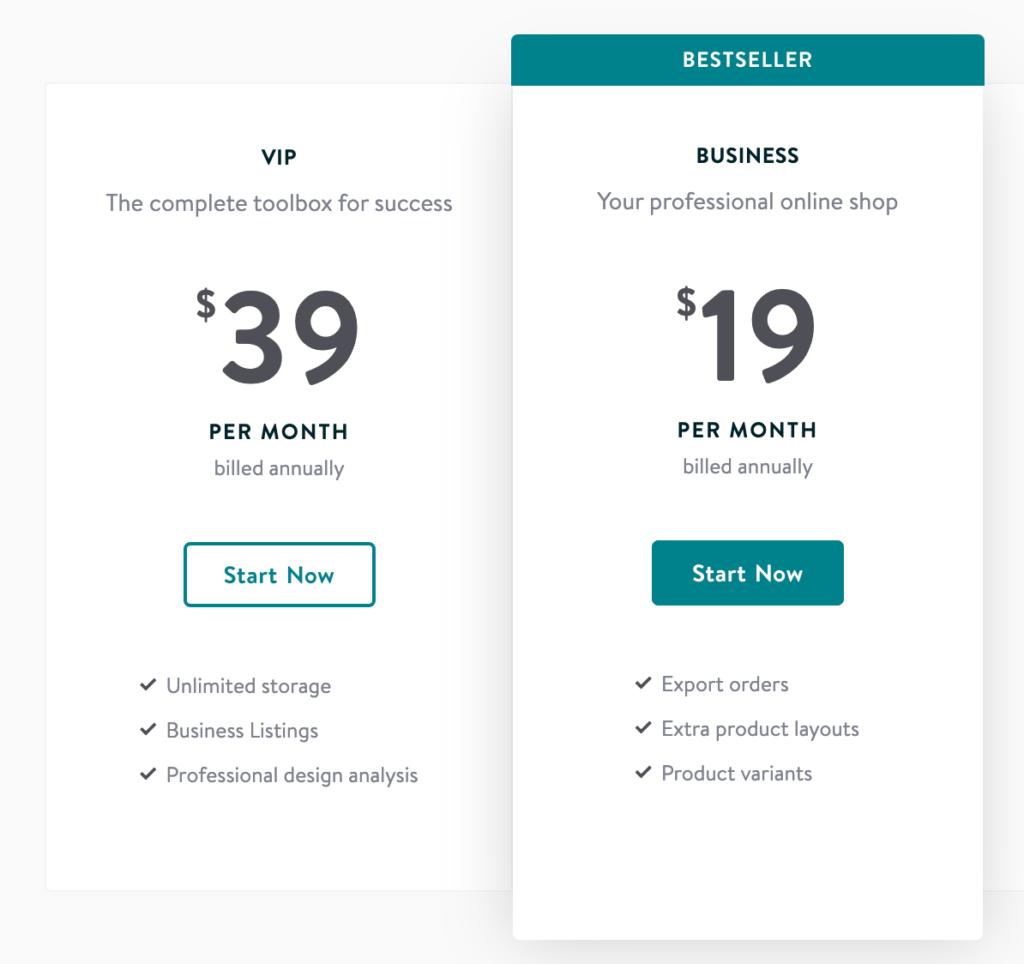 VIP
The complete toolbox for success
$39
PER MONTH
billed annually
Start Now
Unlimited storage
Business Listings
Professional design analysis
BESTSELLER
BUSINESS
Your professional online shop
$19
PER MONTH
billed annually
Start Now
Export orders
Extra product layouts
Product variants